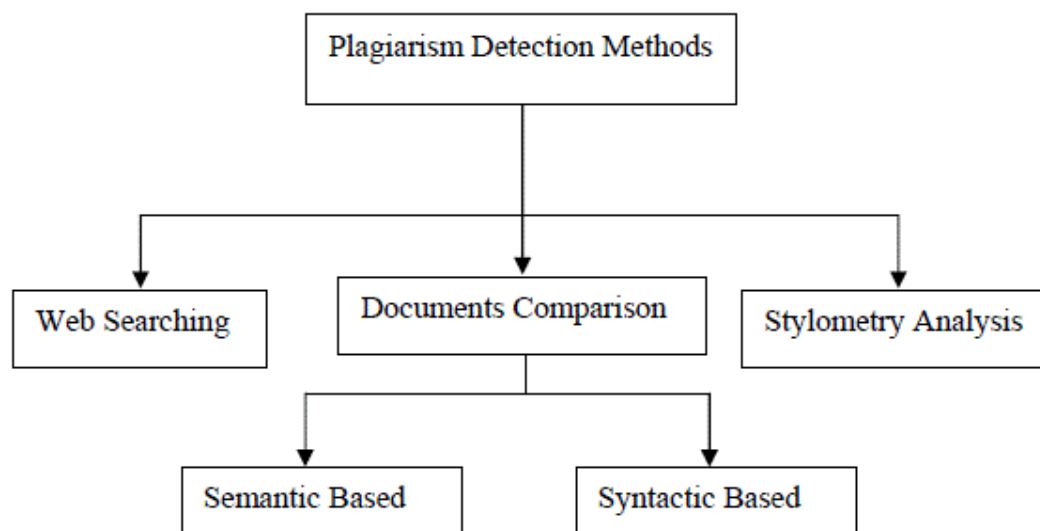 Plagiarism Detection Methods
Web Searching
Documents Comparison
Stylometry Analysis
Semantic Based
Syntactic Based